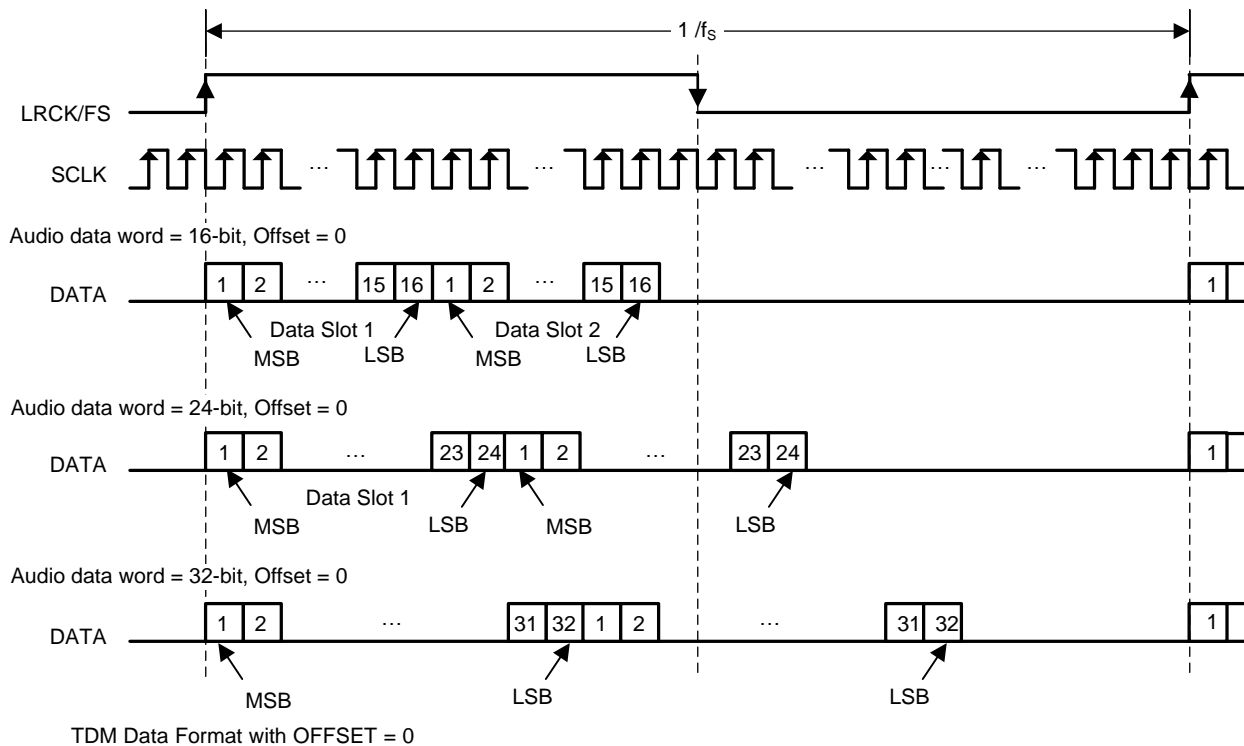 1 /fS
LRCK/FS
SCLK
... ... ... ... ...
Audio data word = 16-bit, Offset = 0
DATA 1 2 ... 15 16 1 2 ... 15 16 1
Data Slot 1 Data Slot 2
MSB LSB MSB LSB
Audio data word = 24-bit, Offset = 0
DATA 1 2 ... 23 24 1 2 ... 23 24 1
Data Slot 1
MSB LSB MSB LSB
Audio data word = 32-bit, Offset = 0
DATA 1 2 ... 31 32 1 2 ... 31 32 1
MSB LSB LSB
TDM Data Format with OFFSET = 0